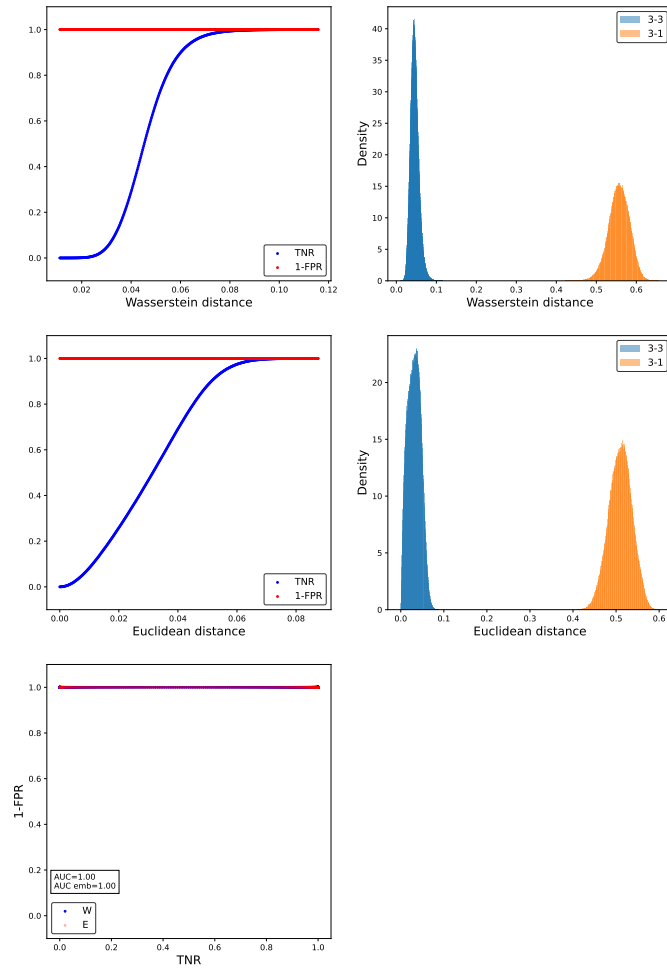 1.0
0.8
0.6
0.4
0.2
0.0
TNR
1-FPR
0.02 0.04 0.06 0.08 0.10 0.12
Wasserstein distance
40
35
30
25
20
15
10
5
0
Density
3-3
3-1
0.0 0.1 0.2 0.3 0.4 0.5 0.6
Wasserstein distance
1.0
0.8
0.6
0.4
0.2
0.0
TNR
1-FPR
0.00 0.02 0.04 0.06 0.08
Euclidean distance
20
15
10
5
0
Density
3-3
3-1
0.0 0.1 0.2 0.3 0.4 0.5 0.6
Euclidean distance
1.0
0.8
0.6
0.4
0.2
0.0
1-FPR
AUC=1.00
AUC emb=1.00
W
E
0.0 0.2 0.4 0.6 0.8 1.0
TNR